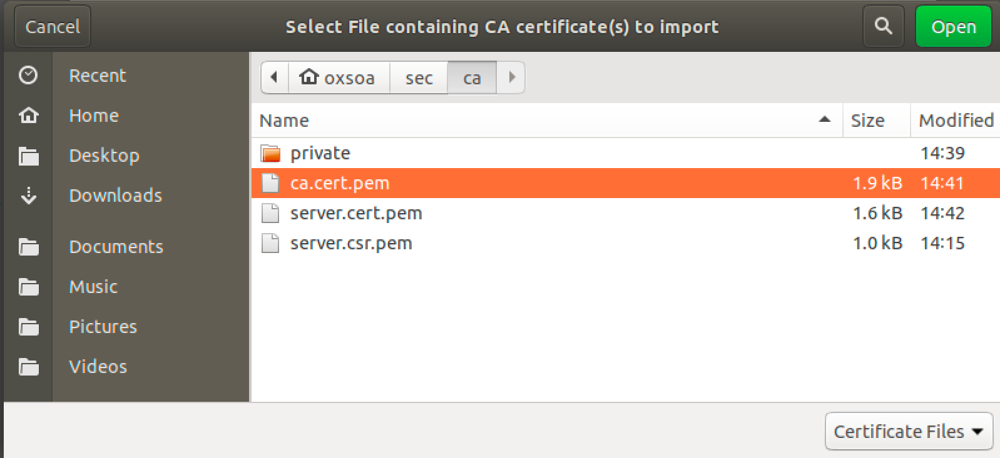 Cancel Select File containing CA certificate(s) to import Open
Recent
Home
Desktop
Downloads
Documents
Music
Pictures
Videos
oxsoa sec ca
Name Size Modified
private 14:39
ca.cert.pem 1.9 kB 14:41
server.cert.pem 1.6 kB 14:42
server.csr.pem 1.0 kB 14:15
Certificate Files